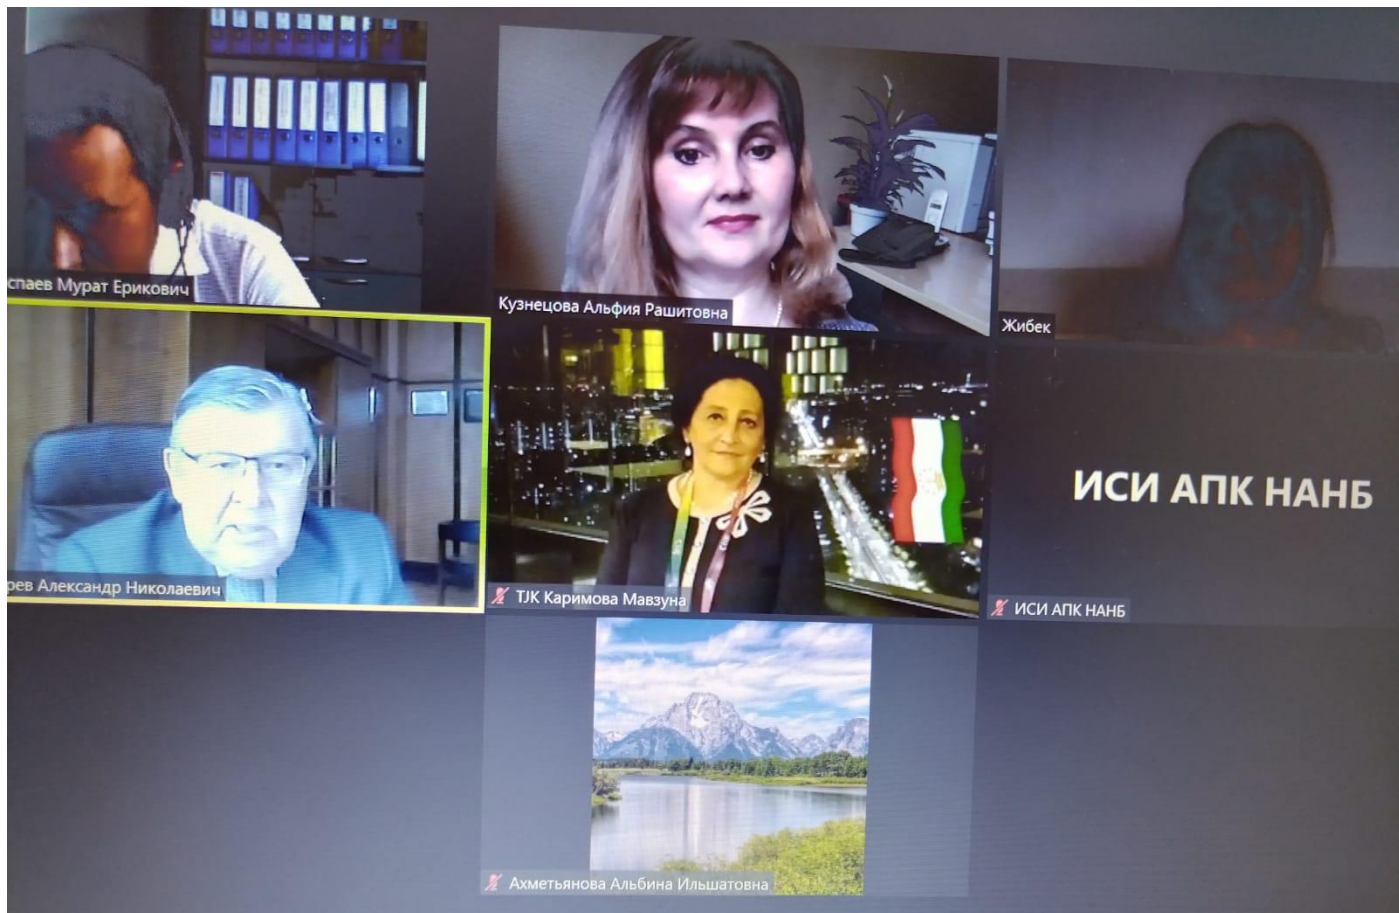 спаев Мурат Ерикович
Кузнецова Альфия Рашитовна
Жибек
рев Александр Николаевич
ТЈК Каримова Мавзуна
ИСИ АПК НАНБ
ИСИ АПК НАНБ
Ахметьянова Альбина Ильшатовна